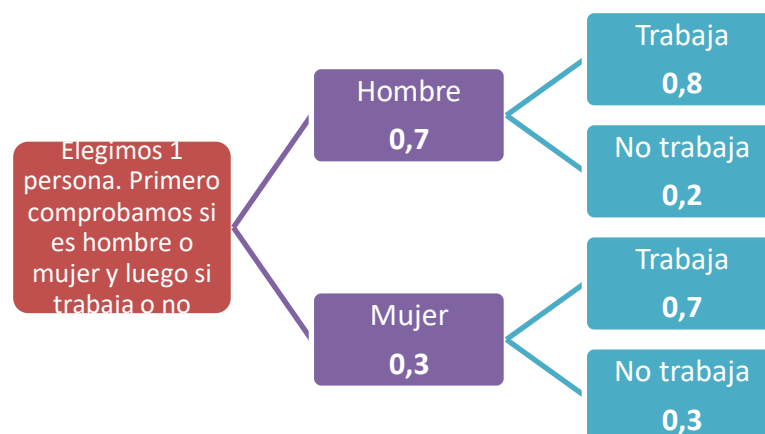 Elegimos 1
persona. Primero
comprobamos si
es hombre o
mujer y luego si
trabaja o no
Hombre
0,7
Trabaja
0,8
No trabaja
0,2
Mujer
0,3
Trabaja
0,7
No trabaja
0,3